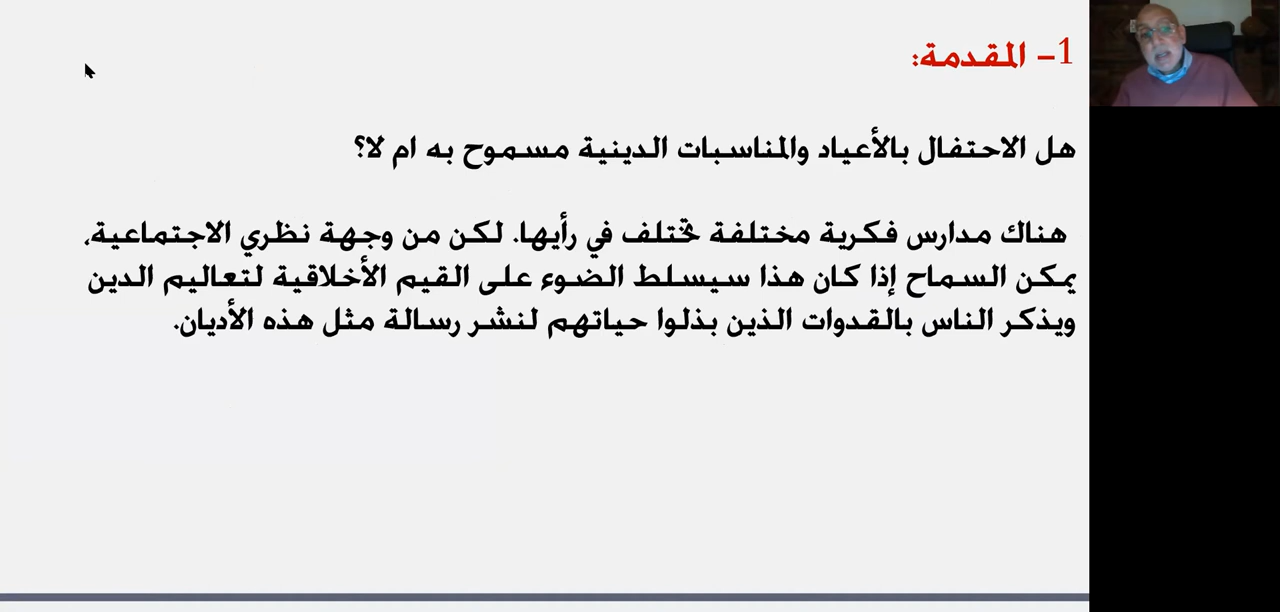 1- المقدمة:
هل الاحتفال بالأعياد والمناسبات الدينية مسموح به ام لا؟
هناك مدارس فكرية مختلفة تختلف في رأيها. لكن من وجهة نظري الاجتماعية،
يمكن السماح إذا كان هذا سيسلط الضوء على القيم الأخلاقية لتعاليم الدين
ويذكر الناس بالقدوات الذين بذلوا حياتهم لنشر رسالة مثل هذه الأديان.